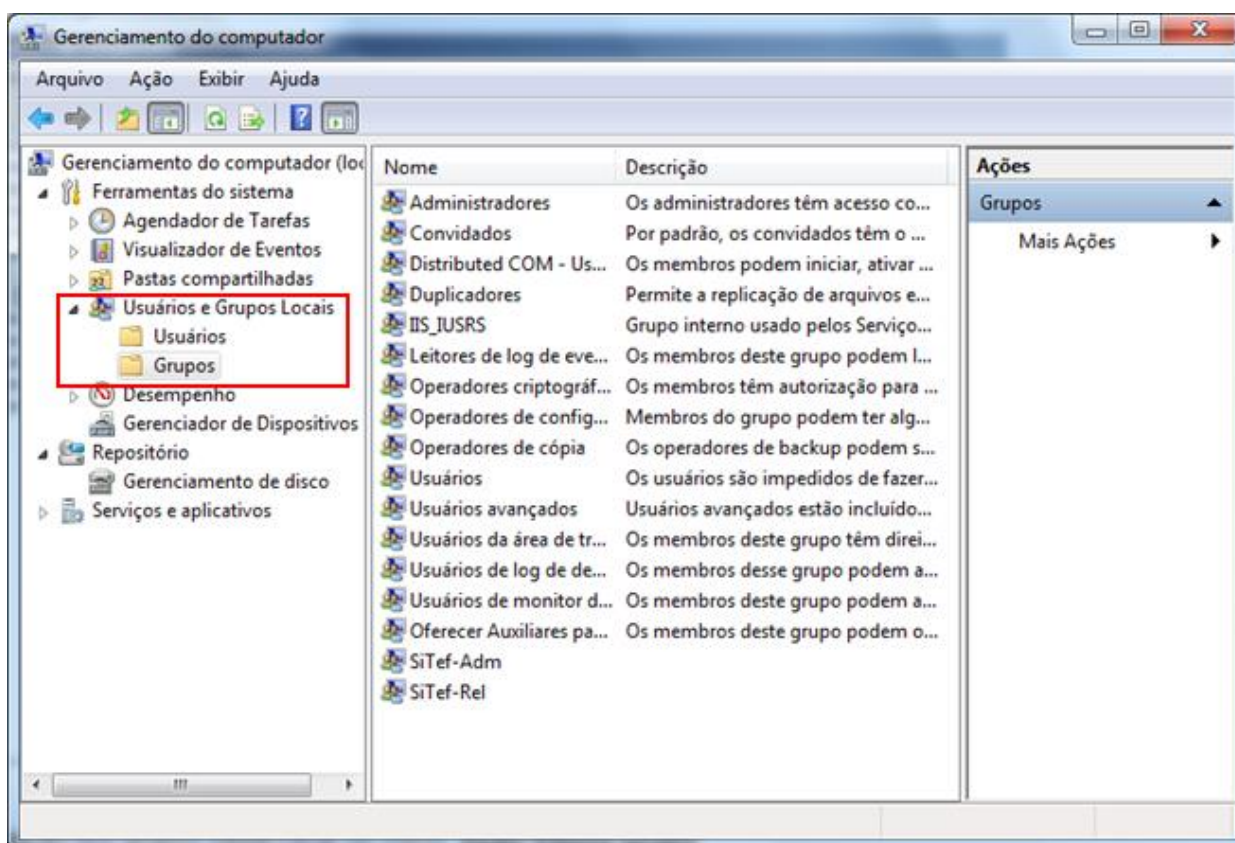 Gerenciamento do computador
Arquivo Ação Exibir Ajuda
Gerenciamento do computador (loc
Ferramentas do sistema
Agendador de Tarefas
Visualizador de Eventos
Pastas compartilhadas
Usuários e Grupos Locais
Usuários
Grupos
Desempenho
Gerenciador de Dispositivos
Repositório
Gerenciamento de disco
Serviços e aplicativos
Nome Descrição
Administradores Os administradores têm acesso co...
Convidados Por padrão, os convidados têm o ...
Distributed COM - Us... Os membros podem iniciar, ativar ...
Duplicadores Permite a replicação de arquivos e...
IIS_IUSRS Grupo interno usado pelos Serviço...
Leitores de log de eve... Os membros deste grupo podem l...
Operadores criptográf... Os membros têm autorização para ...
Operadores de config... Membros do grupo podem ter alg...
Operadores de cópia Os operadores de backup podem s...
Usuários Os usuários são impedidos de fazer...
Usuários avançados Usuários avançados estão incluído...
Usuários da área de tr... Os membros deste grupo têm direi...
Usuários de log de de... Os membros desse grupo podem a...
Usuários de monitor d... Os membros deste grupo podem a...
Oferecer Auxiliares pa... Os membros deste grupo podem o...
SiTef-Adm
SiTef-Rel
Ações
Grupos
Mais Ações